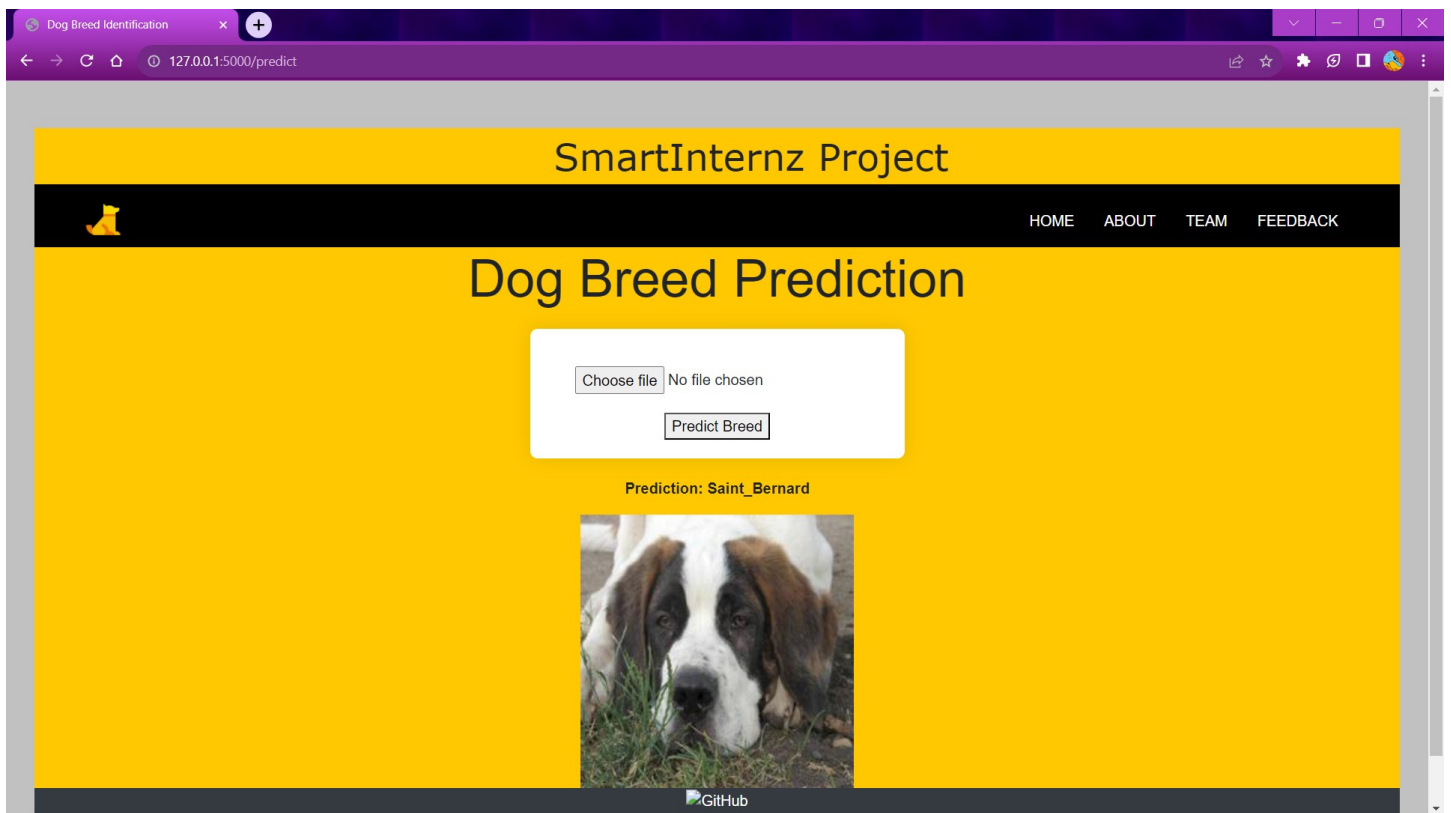 Dog Breed Identification
127.0.0.1:5000/predict
SmartInternz Project
HOME ABOUT TEAM FEEDBACK
Dog Breed Prediction
Choose file No file chosen
Predict Breed
Prediction: Saint_Bernard
GitHub